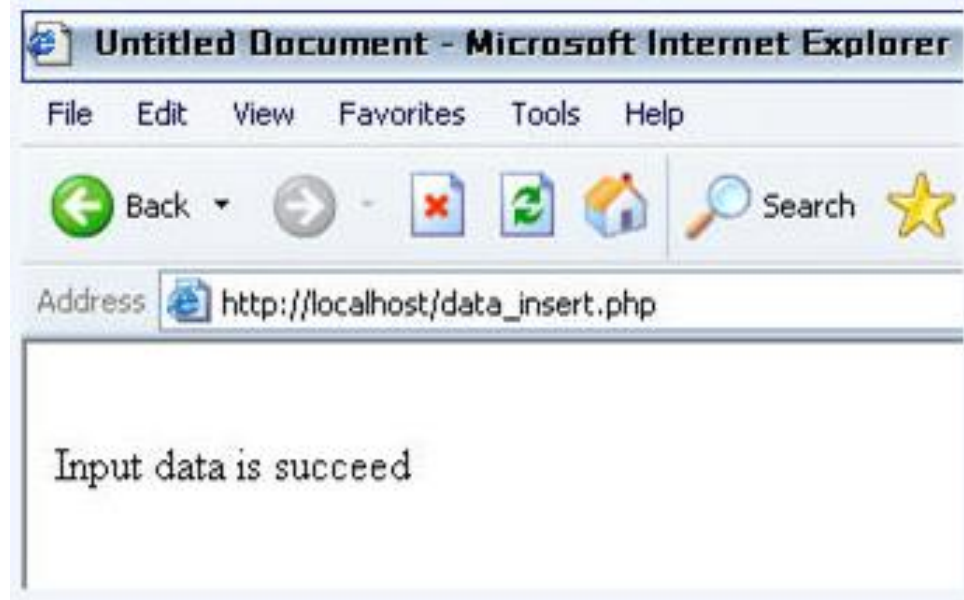 Untitled Document - Microsoft Internet Explorer
File Edit View Favorites Tools Help
Back Search
Address http://localhost/data_insert.php
Input data is succeed